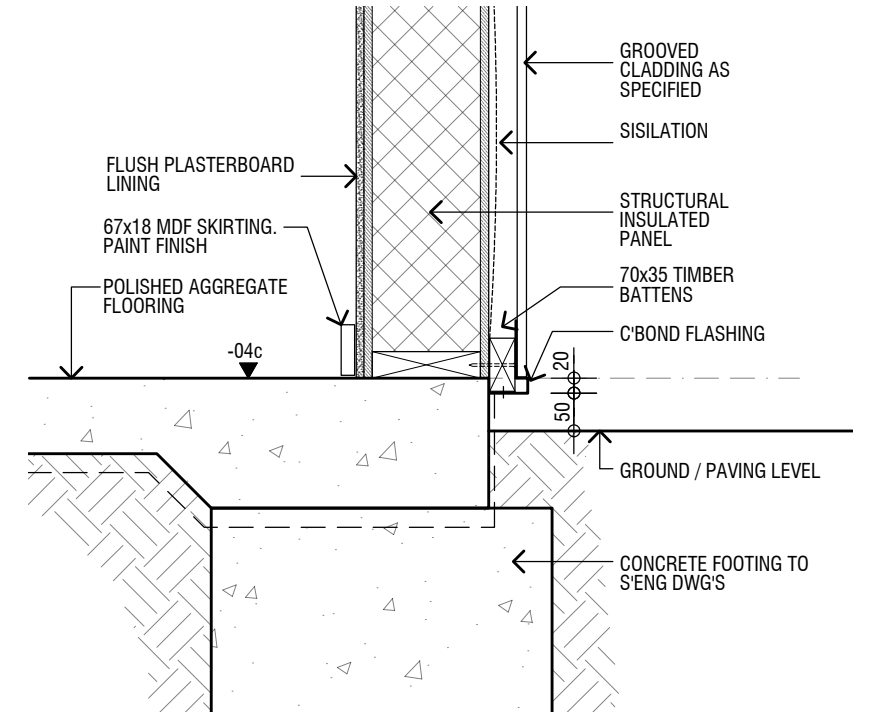 GROOVED
CLADDING AS
SPECIFIED
SISILATION
FLUSH PLASTERBOARD
LINING
STRUCTURAL
INSULATED
PANEL
67x18 MDF SKIRTING.
PAINT FINISH
70x35 TIMBER
BATTENS
POLISHED AGGREGATE
FLOORING
C'BOND FLASHING
-04c
20
50
GROUND / PAVING LEVEL
CONCRETE FOOTING TO
S'ENG DWG'S